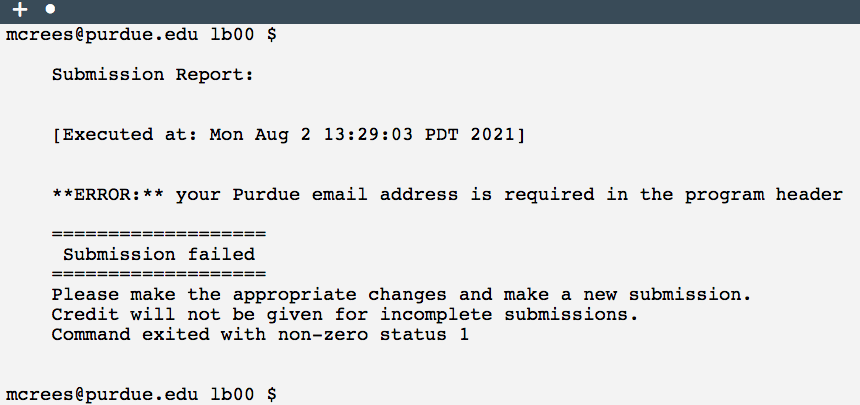 mcrees@purdue.edu lb00 $
Submission Report:
[Executed at: Mon Aug 2 13:29:03 PDT 2021]
**ERROR:** your Purdue email address is required in the program header
===================
Submission failed
===================
Please make the appropriate changes and make a new submission.
Credit will not be given for incomplete submissions.
Command exited with non-zero status 1
mcrees@purdue.edu lb00 $